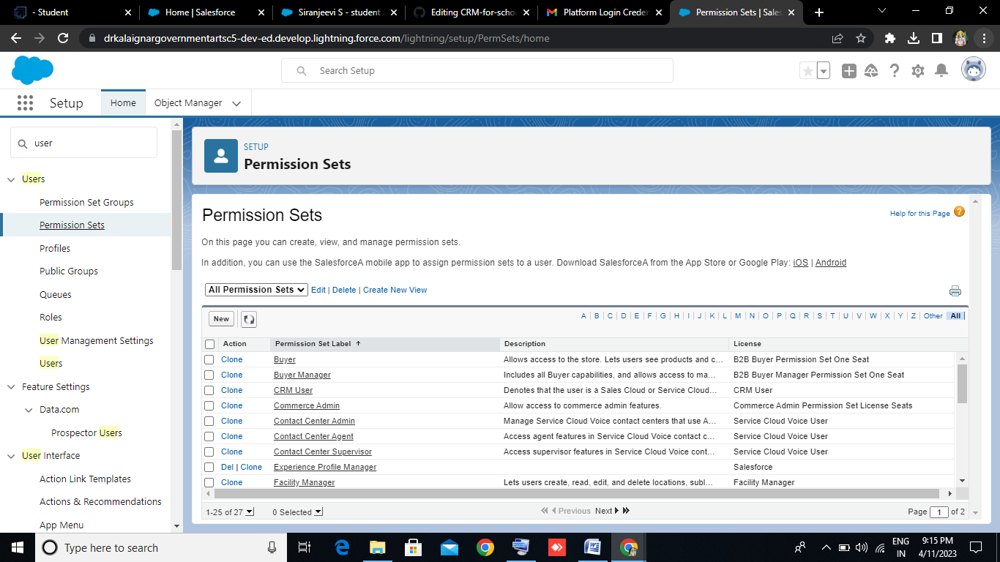 - Student
Home | Salesforce
Siranjeevi S - student
Editing CRM-for-scho
Platform Login Creder
Permission Sets | Sales
drkalaignargovernmentartsc5-dev-ed.develop.lightning.force.com/lightning/setup/PermSets/home
Search Setup
Setup
Home
Object Manager
user
Users
Permission Set Groups
Permission Sets
Profiles
Public Groups
Queues
Roles
User Management Settings
Users
Feature Settings
Data.com
Prospector Users
User Interface
Action Link Templates
Actions & Recommendations
App Menu
SETUP
Permission Sets
Permission Sets
Help for this Page ?
On this page you can create, view, and manage permission sets.
In addition, you can use the SalesforceA mobile app to assign permission sets to a user. Download SalesforceA from the App Store or Google Play: iOS | Android
All Permission Sets Edit | Delete | Create New View
New
A | B | C | D | E | F | G | H | I | J | K | L | M | N | O | P | Q | R | S | T | U | V | W | X | Y | Z | Other | All
Action Permission Set Label Description License
Clone Buyer Allows access to the store. Lets users see products and c... B2B Buyer Permission Set One Seat
Clone Buyer Manager Includes all Buyer capabilities, and allows access to ma... B2B Buyer Manager Permission Set One Seat
Clone CRM User Denotes that the user is a Sales Cloud or Service Cloud... CRM User
Clone Commerce Admin Allow access to commerce admin features. Commerce Admin Permission Set License Seats
Clone Contact Center Admin Manage Service Cloud Voice contact centers that use A... Service Cloud Voice User
Clone Contact Center Agent Access agent features in Service Cloud Voice contact c... Service Cloud Voice User
Clone Contact Center Supervisor Access supervisor features in Service Cloud Voice cont... Service Cloud Voice User
Del | Clone Experience Profile Manager Salesforce
Clone Facility Manager Lets users create, read, edit, and delete locations, subl... Facility Manager
1-25 of 27 0 Selected Previous Next Page 1 of 2
Type here to search
ENG
IN
9:15 PM
4/11/2023